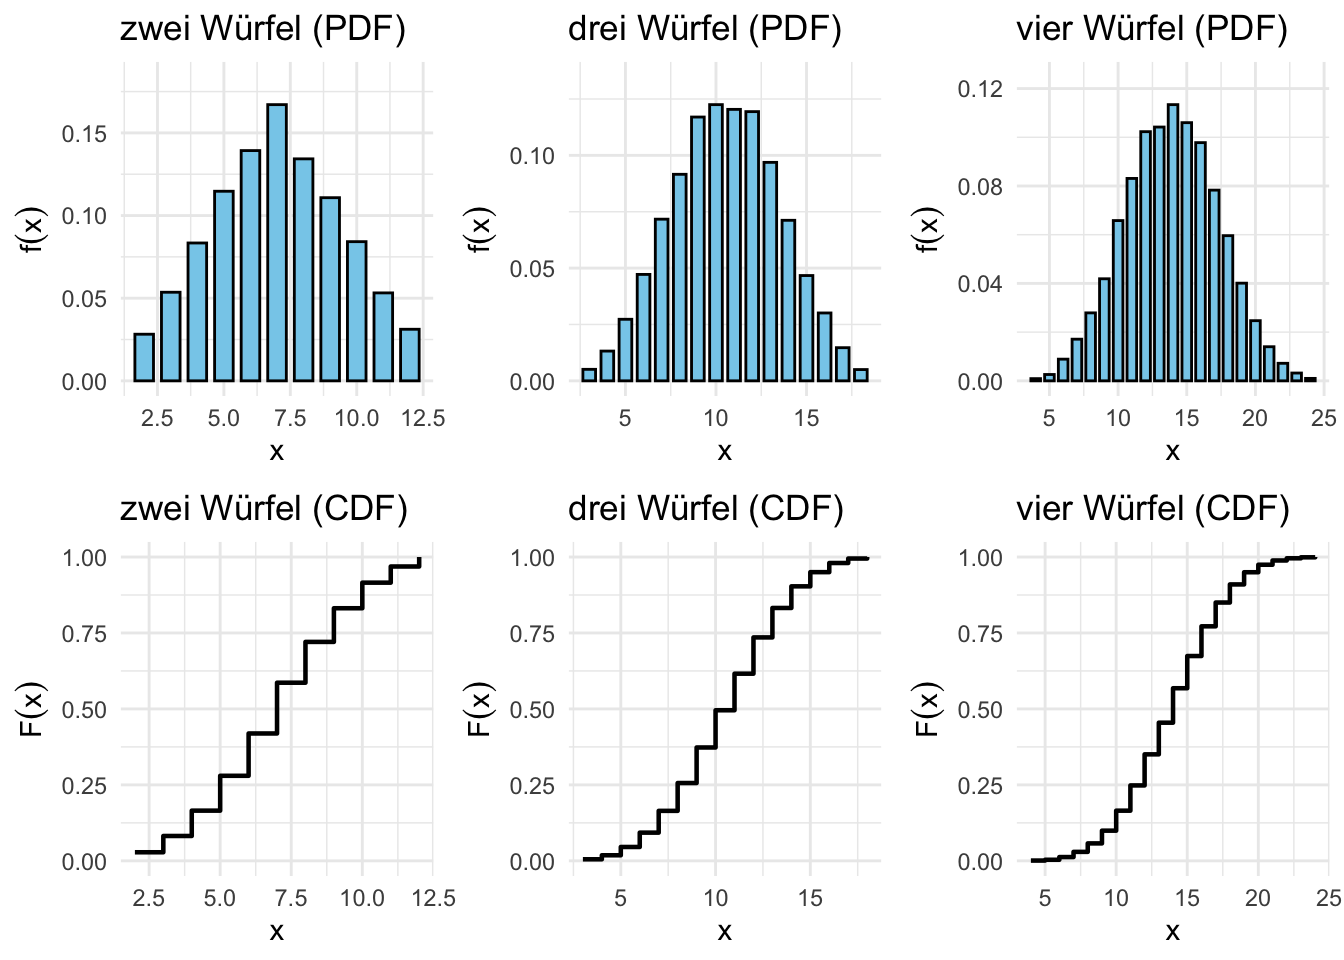 zwei Würfel (PDF)
f(x)
0.15
0.10
0.05
0.00
2.5 5.0 7.5 10.0 12.5
x
drei Würfel (PDF)
f(x)
0.10
0.05
0.00
5 10 15
x
vier Würfel (PDF)
f(x)
0.12
0.08
0.04
0.00
5 10 15 20 25
x
zwei Würfel (CDF)
F(x)
1.00
0.75
0.50
0.25
0.00
2.5 5.0 7.5 10.0 12.5
x
drei Würfel (CDF)
F(x)
1.00
0.75
0.50
0.25
0.00
5 10 15
x
vier Würfel (CDF)
F(x)
1.00
0.75
0.50
0.25
0.00
5 10 15 20 25
x